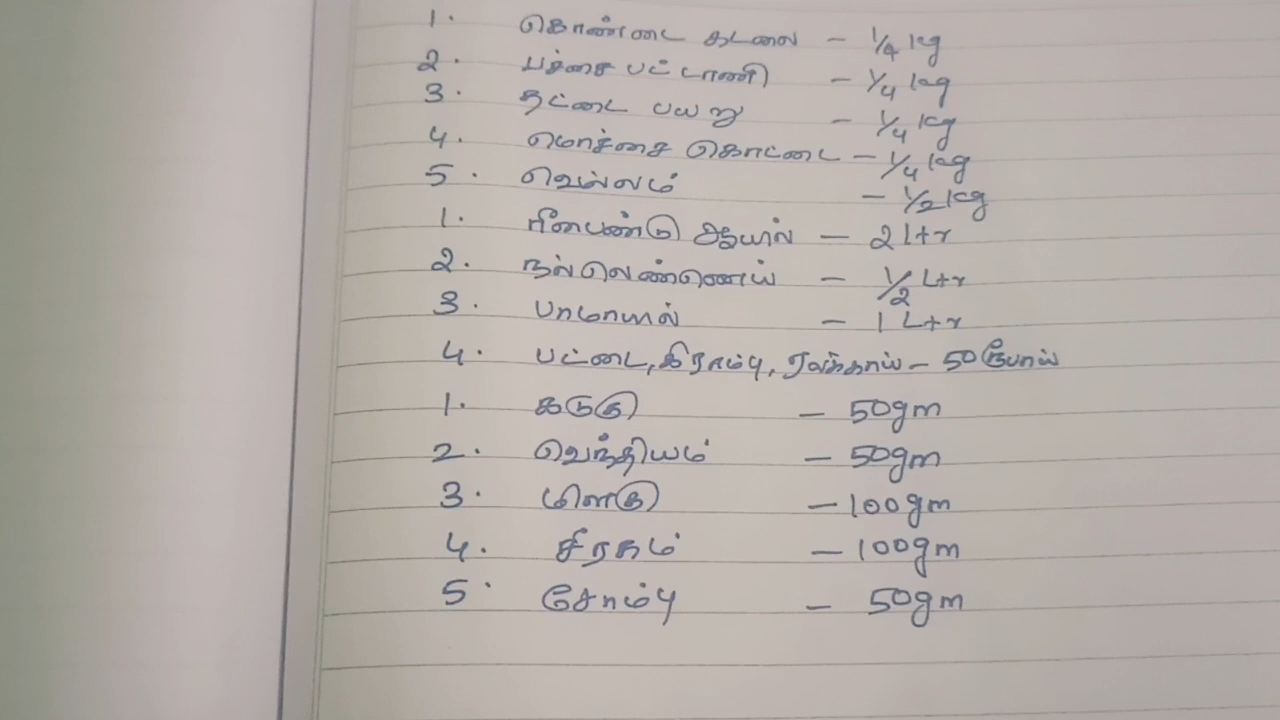 1. கொண்டை கடலை – 1/4 kg
2. பச்சை பட்டாணி – 1/4 kg
3. தட்டை பயறு – 1/4 kg
4. மொச்சை கொட்டை – 1/4 kg
5. வெல்லம் – 1/2 kg
1. ரீபைண்டு ஆயில் – 2 Ltr
2. நல்லெண்ணெய் – 1/2 Ltr
3. பாமாயில் – 1 Ltr
4. பட்டை, கிராம்பு, ஏலக்காய் – 50 ரூபாய்
1. கடுகு – 50gm
2. வெந்தியம் – 50gm
3. மிளகு – 100gm
4. சீரகம் – 100gm
5. சோம்பு – 50gm